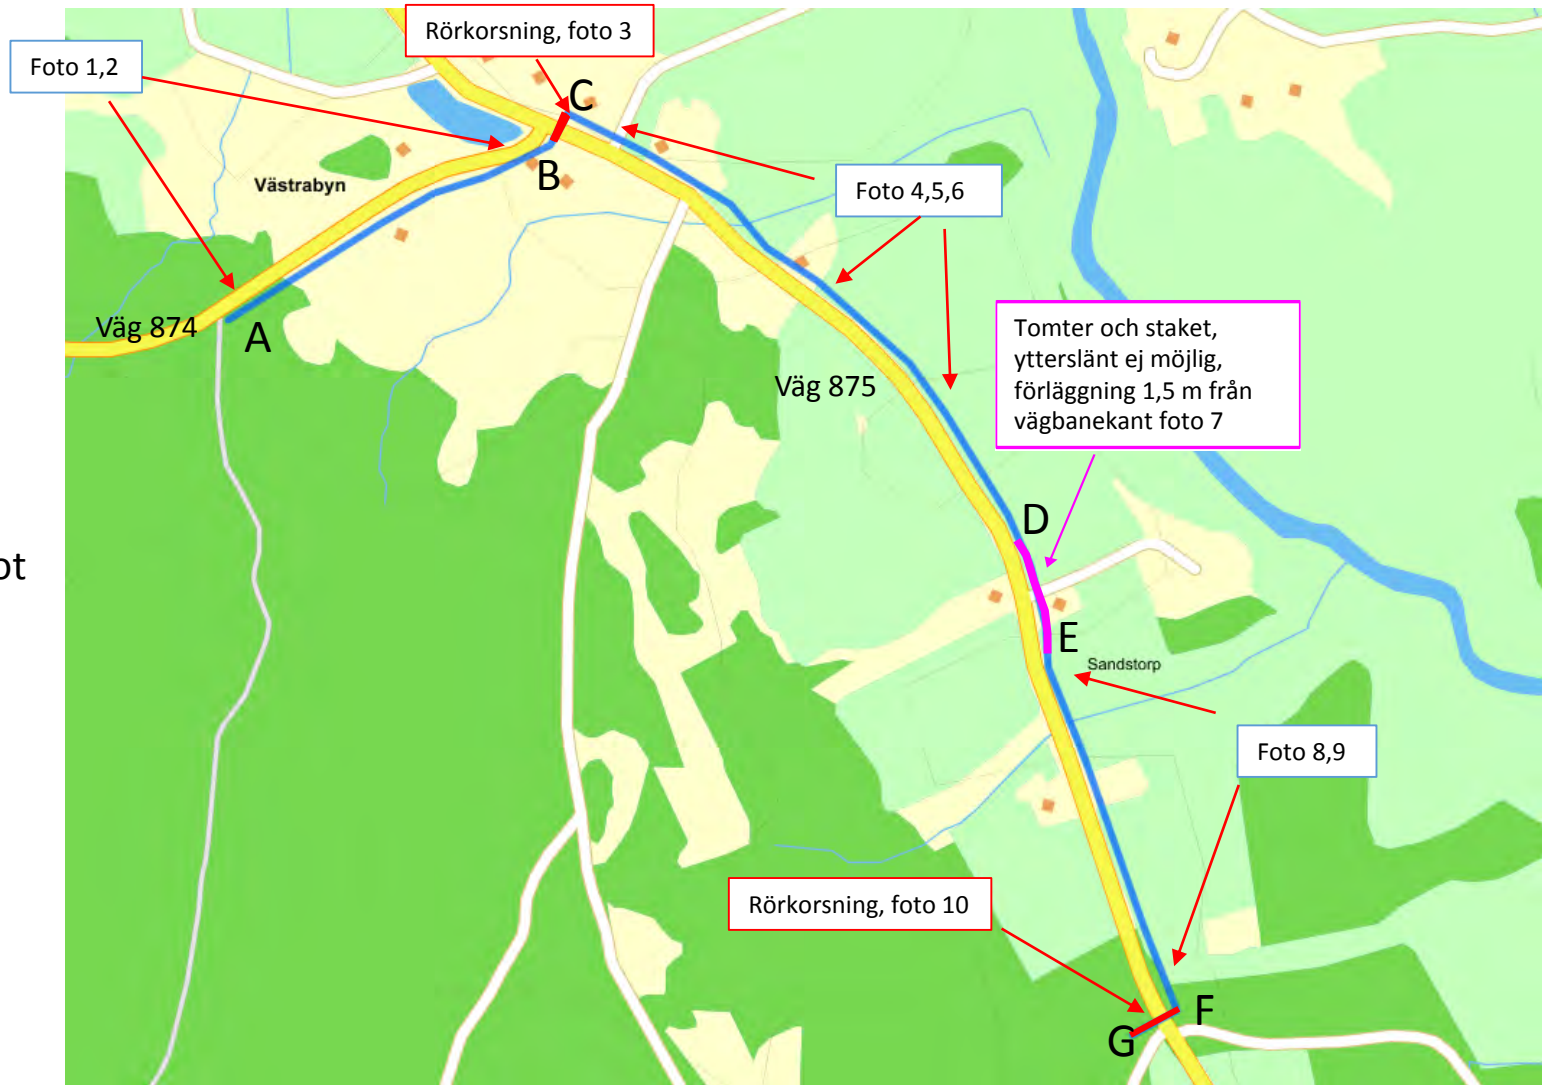 Rörkorsning, foto 3
Foto 1,2
C
B
Västrabyn
Foto 4,5,6
Väg 874
A
Tomter och staket,
ytterslänt ej möjlig,
förläggning 1,5 m från
vägbanekant foto 7
Väg 875
D
ot
E
Sandstorp
Foto 8,9
Rörkorsning, foto 10
F
G